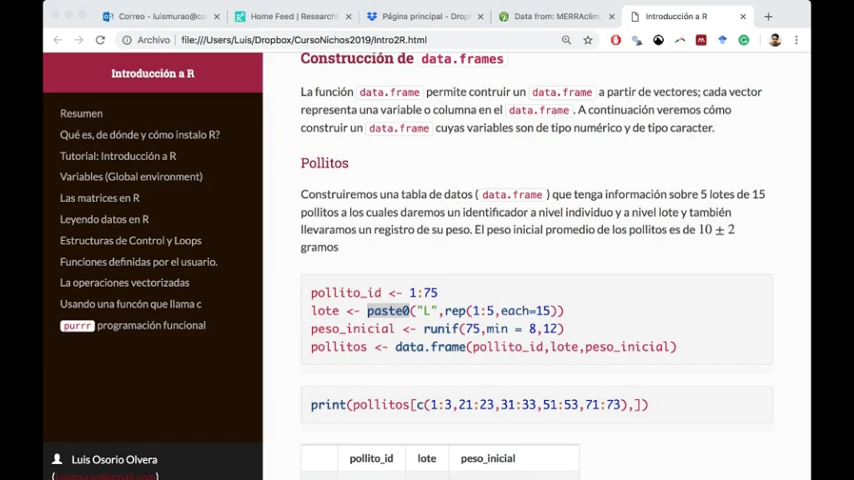 Correo - luismurao@co
Home Feed | Research
Página principal - Drop
Data from: MERRAclim,
Introducción a R
Archivo
file:///Users/Luis/Dropbox/CursoNichos2019/Intro2R.html
Introducción a R
Resumen
Qué es, de dónde y cómo instalo R?
Tutorial: Introducción a R
Variables (Global environment)
Las matrices en R
Leyendo datos en R
Estructuras de Control y Loops
Funciones definidas por el usuario.
La operaciones vectorizadas
Usando una funcón que llama c
purrr programación funcional
Luis Osorio Olvera
Construcción de data.frames
La función data.frame permite contruir un data.frame a partir de vectores; cada vector
representa una variable o columna en el data.frame. A continuación veremos cómo
construir un data.frame cuyas variables son de tipo numérico y de tipo caracter.
Pollitos
Construiremos una tabla de datos ( data.frame ) que tenga información sobre 5 lotes de 15
pollitos a los cuales daremos un identificador a nivel individuo y a nivel lote y también
llevaramos un registro de su peso. El peso inicial promedio de los pollitos es de 10 ± 2
gramos
pollito_id <- 1:75
lote <- paste0("L",rep(1:5,each=15))
peso_inicial <- runif(75,min = 8,12)
pollitos <- data.frame(pollito_id,lote,peso_inicial)
print(pollitos[c(1:3,21:23,31:33,51:53,71:73),])
pollito_id lote peso_inicial